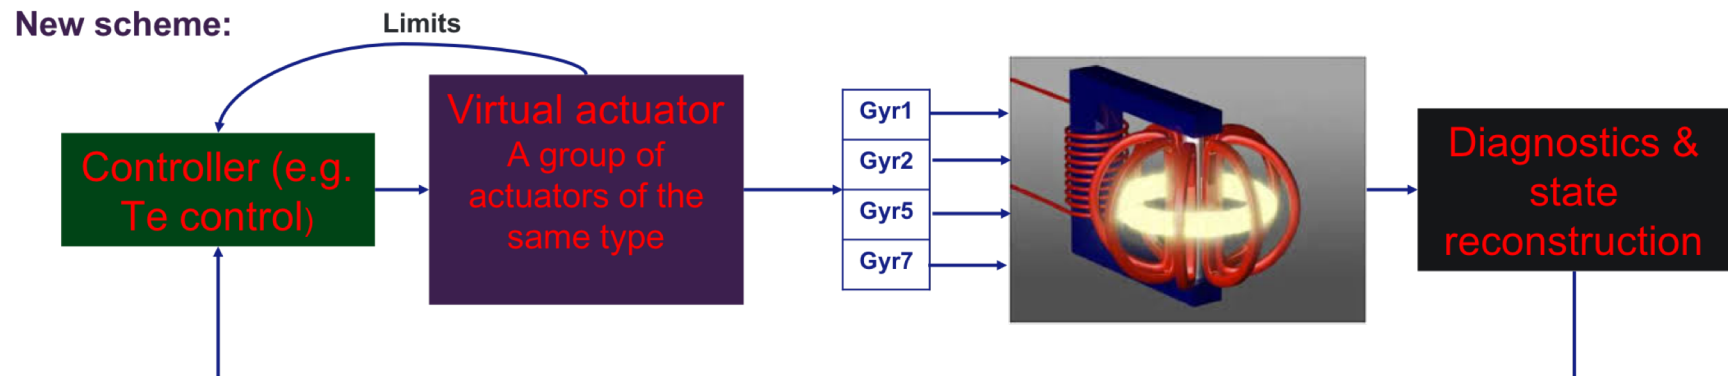 New scheme:
Limits
Controller (e.g.
Te control)
Virtual actuator
A group of
actuators of the
same type
Gyr1
Gyr2
Gyr5
Gyr7
Diagnostics &
state
reconstruction